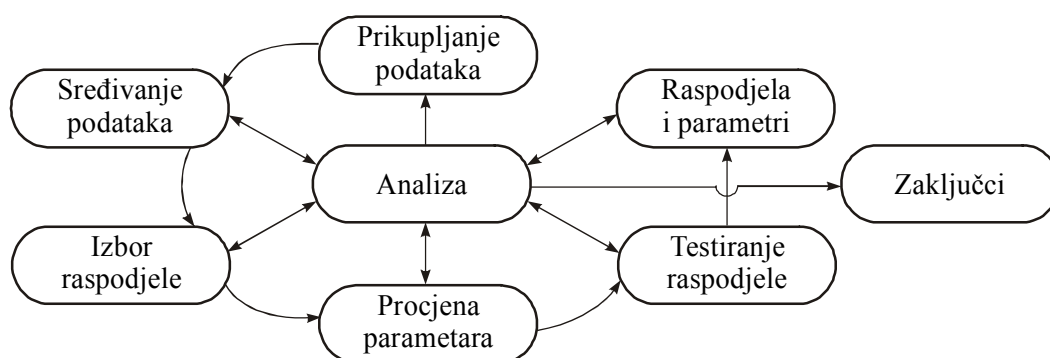 Prikupljanje
podataka
Sređivanje
podataka
Raspodjela
i parametri
Analiza
Zaključci
Izbor
raspodjele
Testiranje
raspodjele
Procjena
parametara